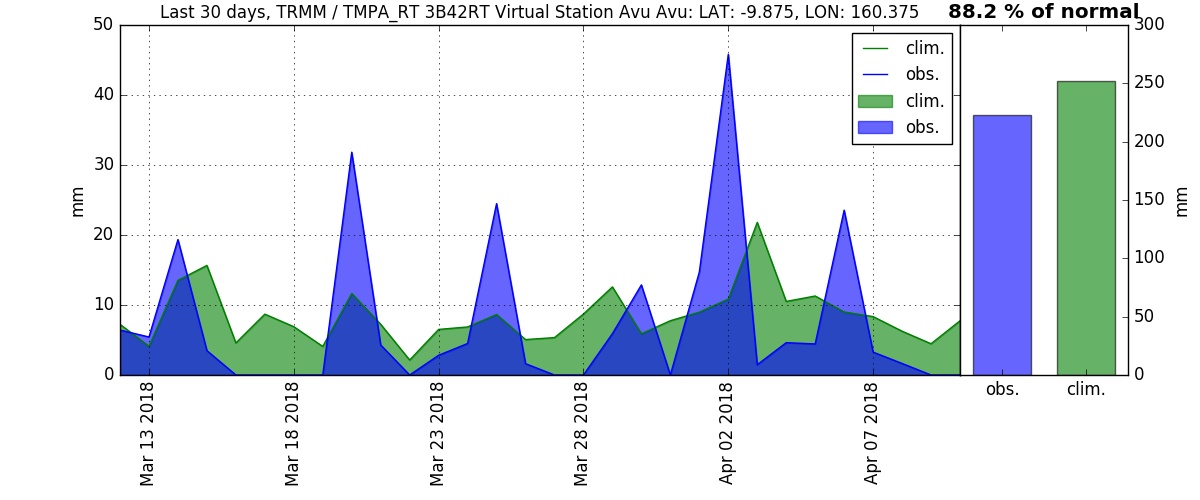 Last 30 days, TRMM / TMPA_RT 3B42RT Virtual Station Avu Avu: LAT: -9.875, LON: 160.375
88.2 % of normal
50
40
30
20
10
0
mm
clim.
obs.
clim.
obs.
Mar 13 2018
Mar 18 2018
Mar 23 2018
Mar 28 2018
Apr 02 2018
Apr 07 2018
300
250
200
150
100
50
0
mm
obs.
clim.